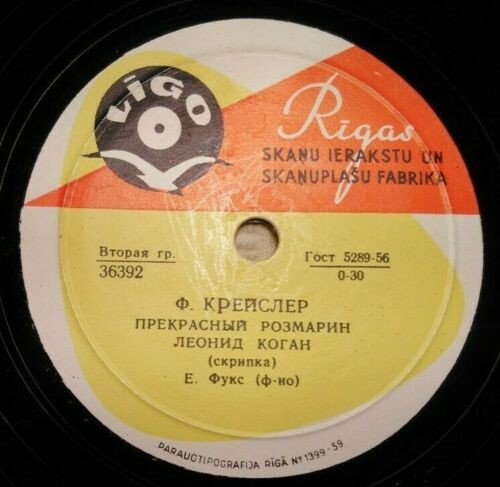 LĪGO
Rīgas
SKAŅU IERAKSTU UN
SKAŅUPLAŠU FABRIKA
Вторая гр.
36392
Гост 5289-56
0-30
Ф. КРЕЙСЛЕР
ПРЕКРАСНЫЙ РОЗМАРИН
ЛЕОНИД КОГАН
(скрипка)
Е. Фукс (ф-но)
PARAUGTIPOGRAFIJA RĪGĀ № 1399-59